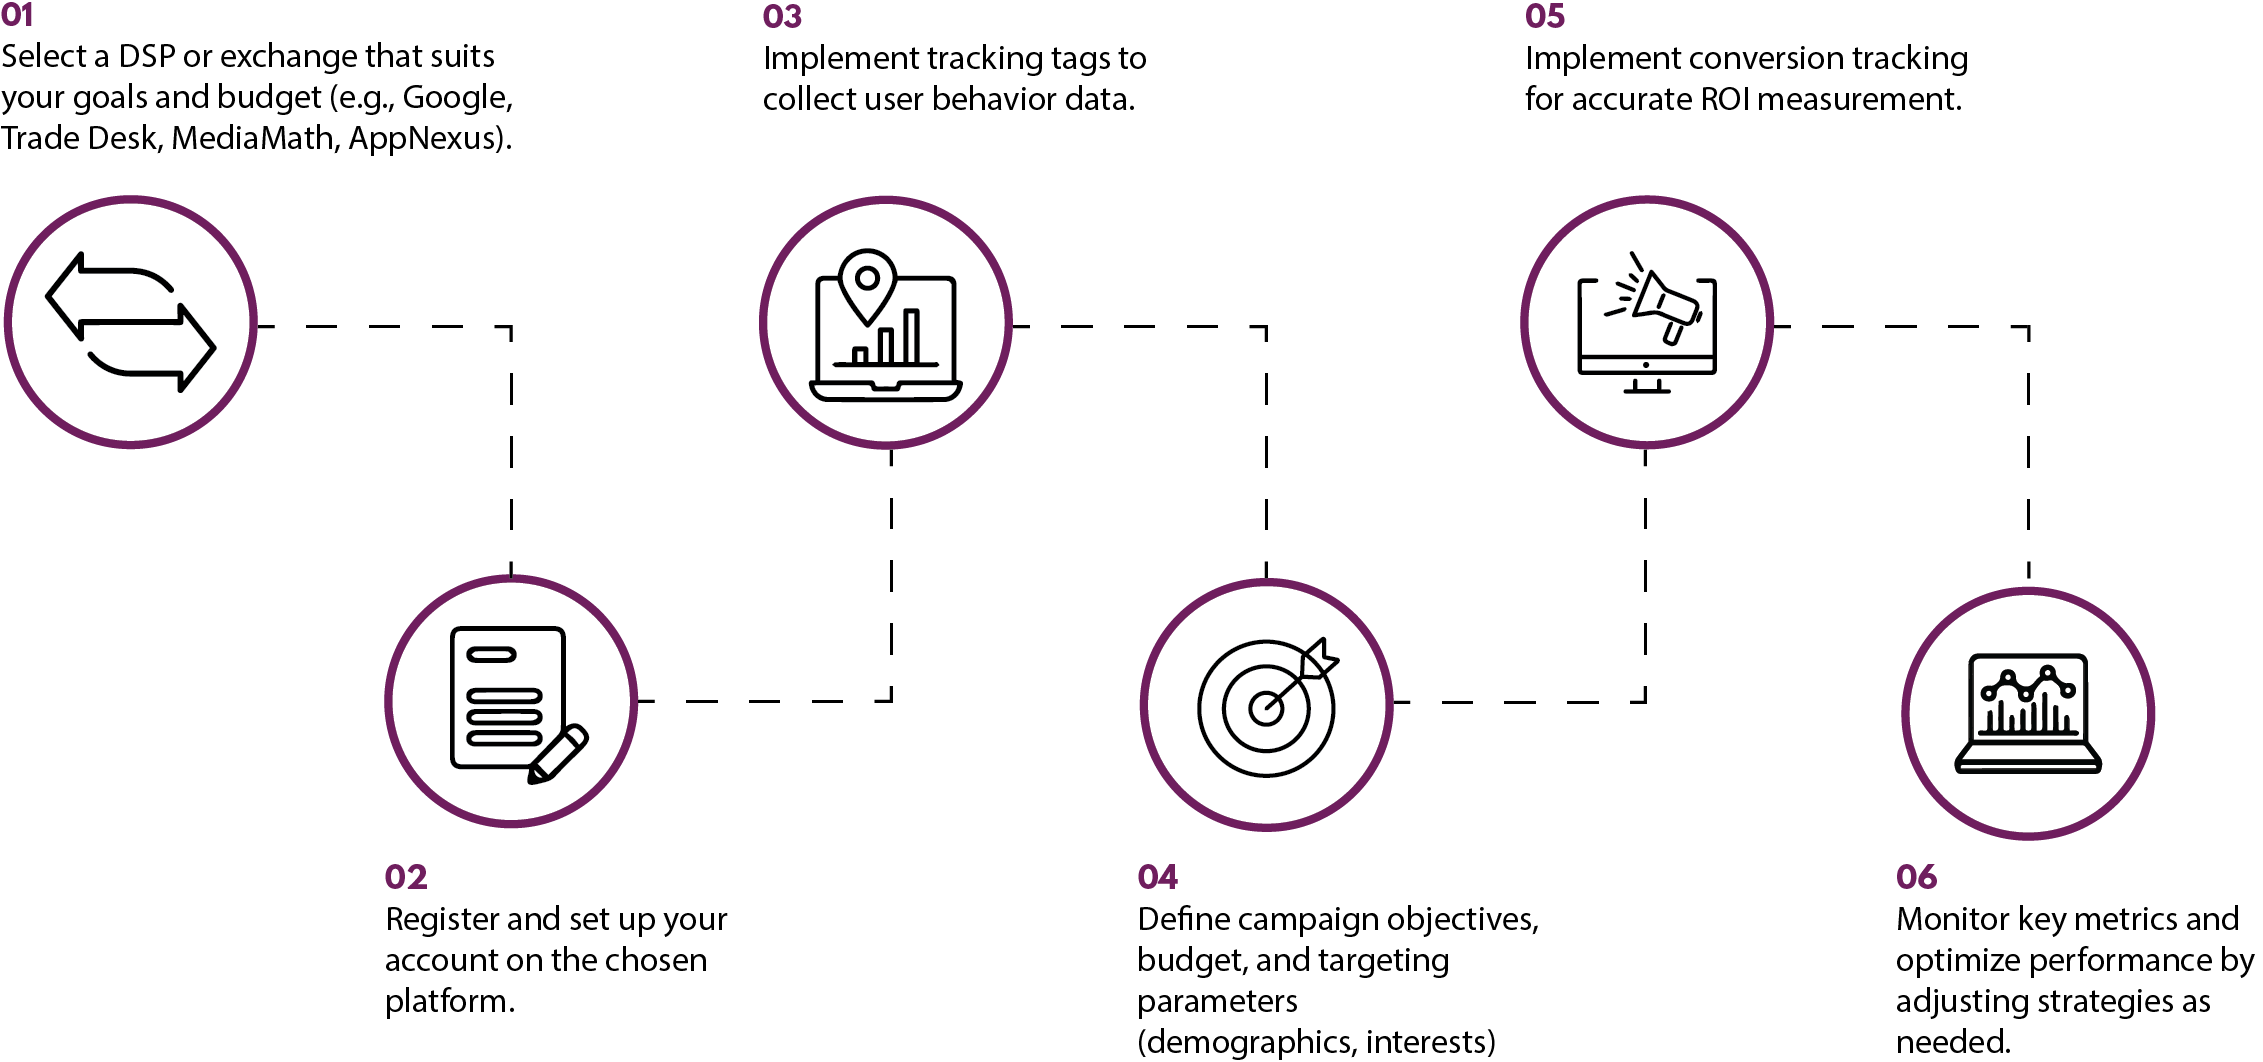 01
Select a DSP or exchange that suits
your goals and budget (e.g., Google,
Trade Desk, MediaMath, AppNexus).
02
Register and set up your
account on the chosen
platform.
03
Implement tracking tags to
collect user behavior data.
04
Define campaign objectives,
budget, and targeting
parameters
(demographics, interests)
05
Implement conversion tracking
for accurate ROI measurement.
06
Monitor key metrics and
optimize performance by
adjusting strategies as
needed.